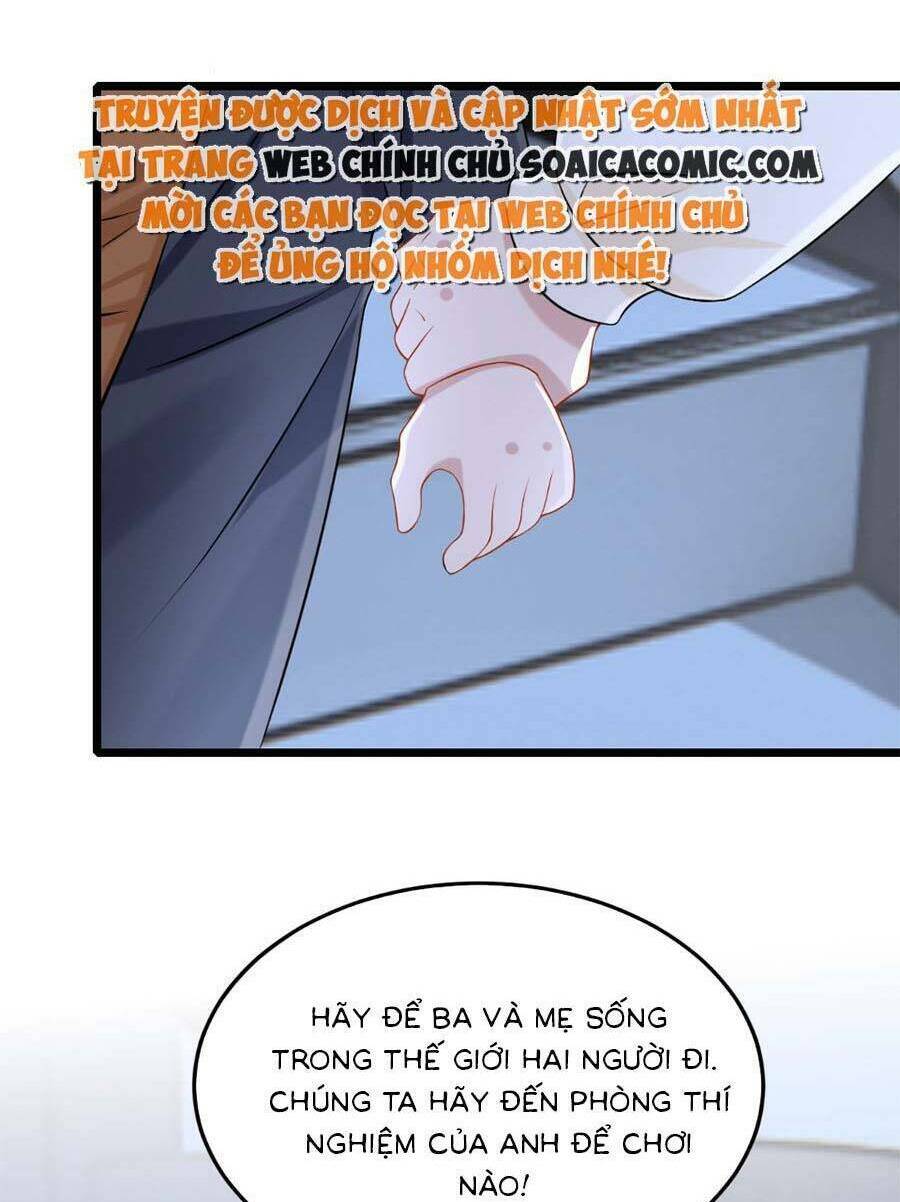 TRUYỆN ĐƯỢC DỊCH VÀ CẬP NHẬT SỚM NHẤT
TẠI TRANG WEB CHÍNH CHỦ SOAICACOMIC.COM
MỜI CÁC BẠN ĐỌC TẠI WEB CHÍNH CHỦ
ĐỂ ỦNG HỘ NHÓM DỊCH NHÉ!
HÃY ĐỂ BA VÀ MẸ SỐNG
TRONG THẾ GIỚI HAI NGƯỜI ĐI.
CHÚNG TA HÃY ĐẾN PHÒNG THÍ
NGHIỆM CỦA ANH ĐỂ CHƠI
NÀO!